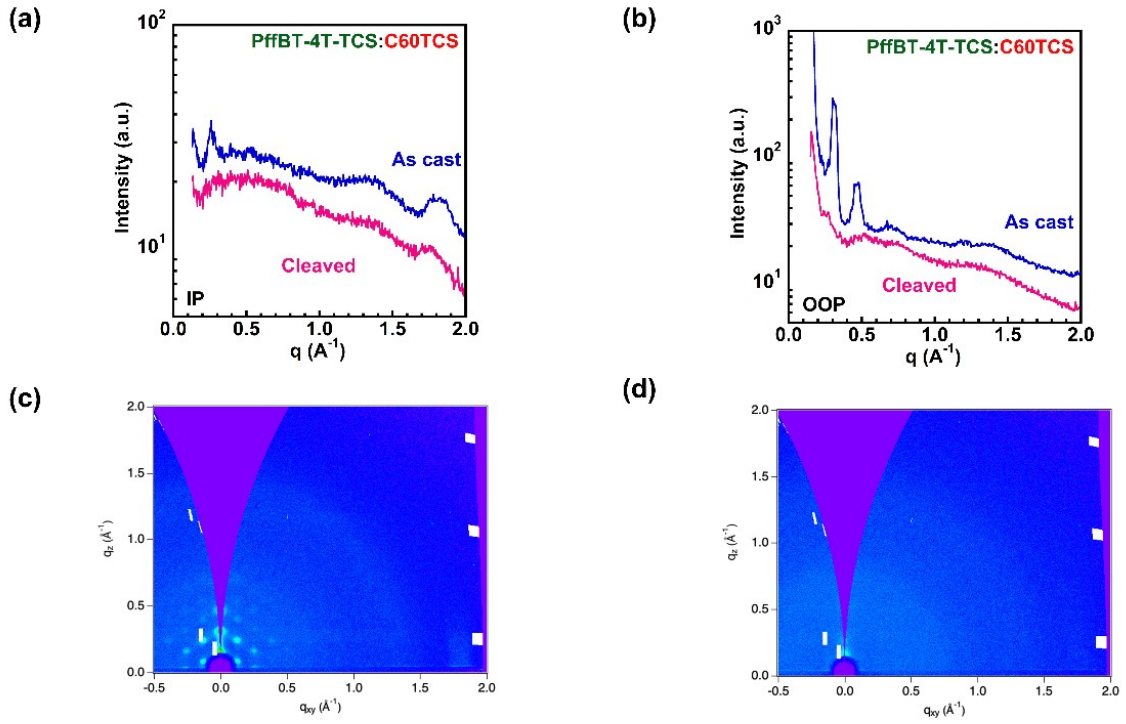 (a)
10²
PffBT-4T-TCS:C60TCS
Intensity (a.u.)
As cast
10¹
Cleaved
IP
0.0 0.5 1.0 1.5 2.0
q (A⁻¹)
(b)
10³
PffBT-4T-TCS:C60TCS
Intensity (a.u.)
10²
As cast
10¹
Cleaved
OOP
0.0 0.5 1.0 1.5 2.0
q (A⁻¹)
(c)
2.0
1.5
q_z (Å⁻¹)
1.0
0.5
0.0
-0.5 0.0 0.5 1.0 1.5 2.0
q_xy (Å⁻¹)
(d)
2.0
1.5
q_z (Å⁻¹)
1.0
0.5
0.0
-0.5 0.0 0.5 1.0 1.5 2.0
q_xy (Å⁻¹)